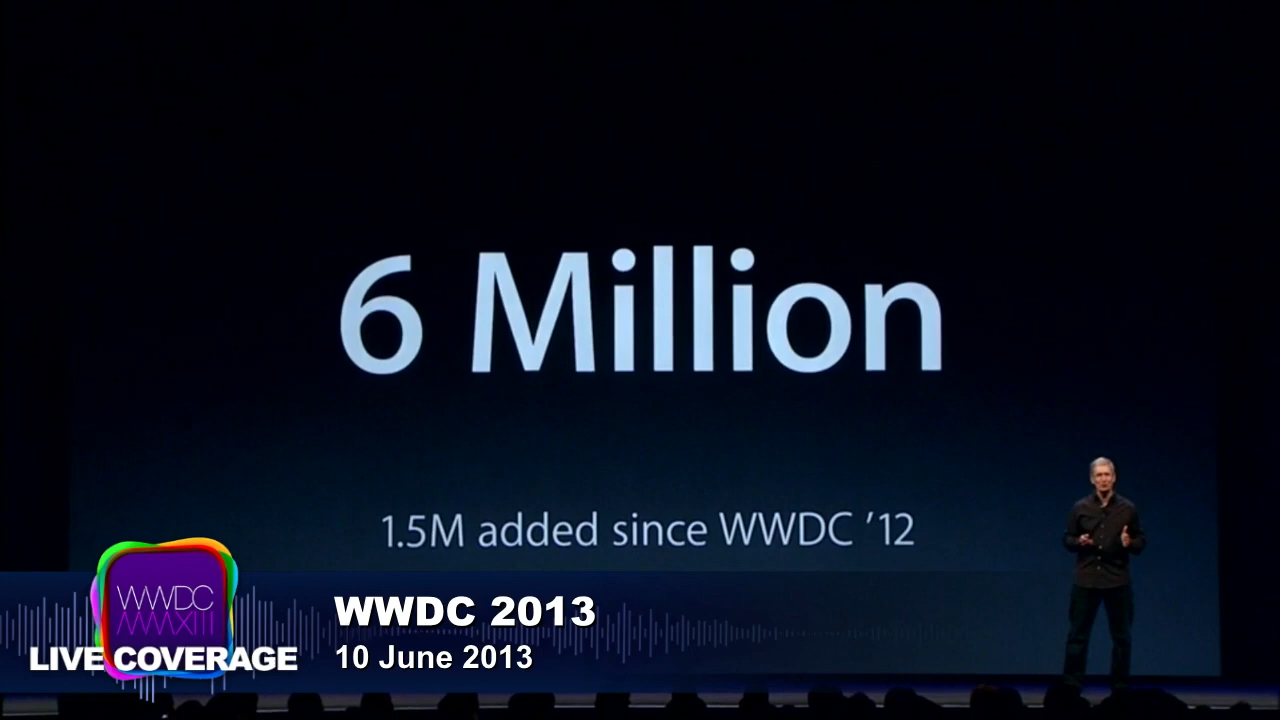 6 Million
1.5M added since WWDC ’12
WWDC
MMXIII
LIVE COVERAGE
WWDC 2013
10 June 2013